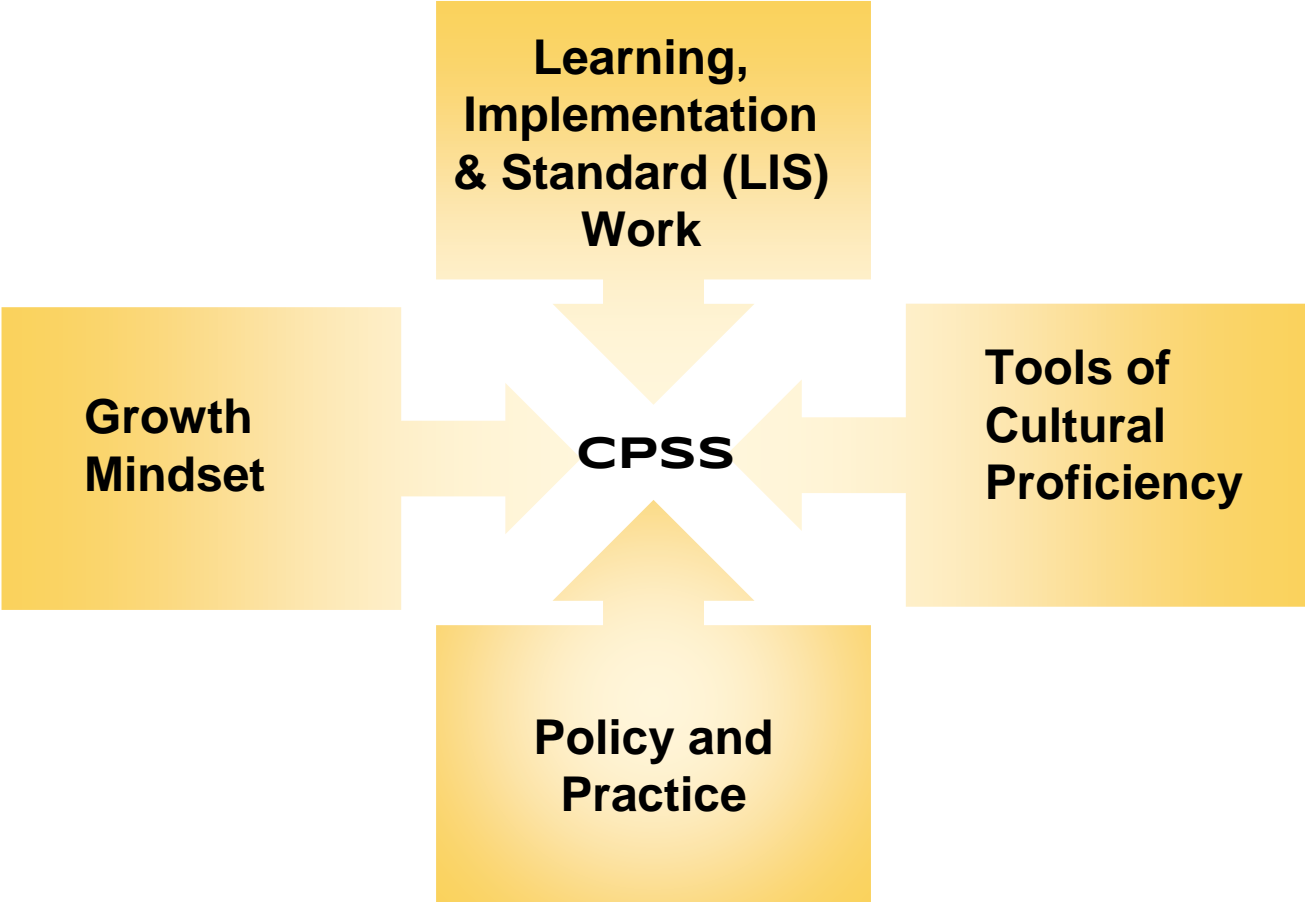 Learning,
Implementation
& Standard (LIS)
Work
Growth
Mindset
CPSS
Tools of
Cultural
Proficiency
Policy and
Practice